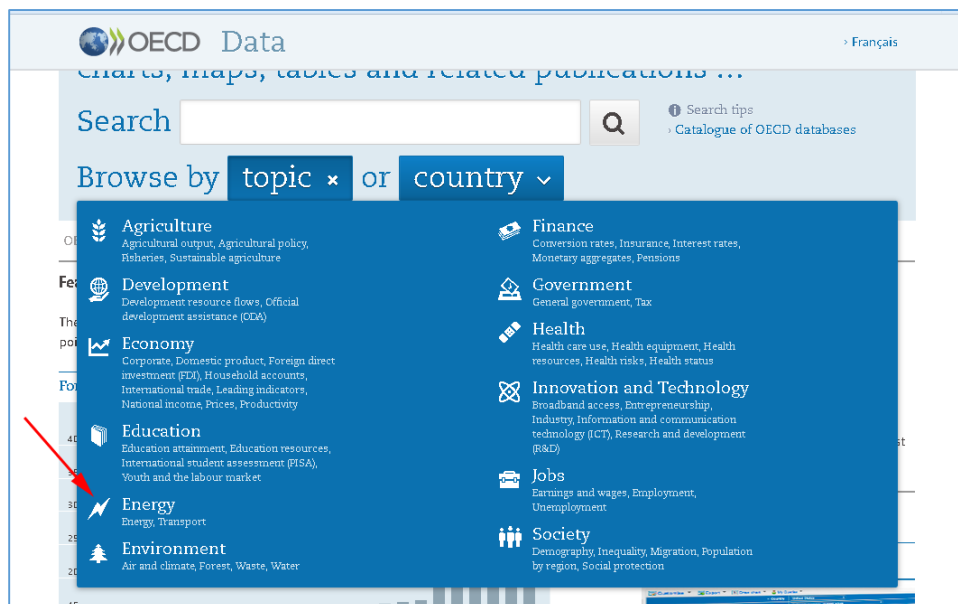 OECD Data
› Français
charts, maps, tables and related publications ...
Search
Search tips
› Catalogue of OECD databases
Browse by topic × or country
Agriculture
Agricultural output, Agricultural policy,
Fisheries, Sustainable agriculture
Development
Development resource flows, Official
development assistance (ODA)
Economy
Corporate, Domestic product, Foreign direct
investment (FDI), Household accounts,
International trade, Leading indicators,
National income, Prices, Productivity
Education
Education attainment, Education resources,
International student assessment (PISA),
Youth and the labour market
Energy
Energy, Transport
Environment
Air and climate, Forest, Waste, Water
Finance
Conversion rates, Insurance, Interest rates,
Monetary aggregates, Pensions
Government
General government, Tax
Health
Health care use, Health equipment, Health
resources, Health risks, Health status
Innovation and Technology
Broadband access, Entrepreneurship,
Industry, Information and communication
technology (ICT), Research and development
(R&D)
Jobs
Earnings and wages, Employment,
Unemployment
Society
Demography, Inequality, Migration, Population
by region, Social protection